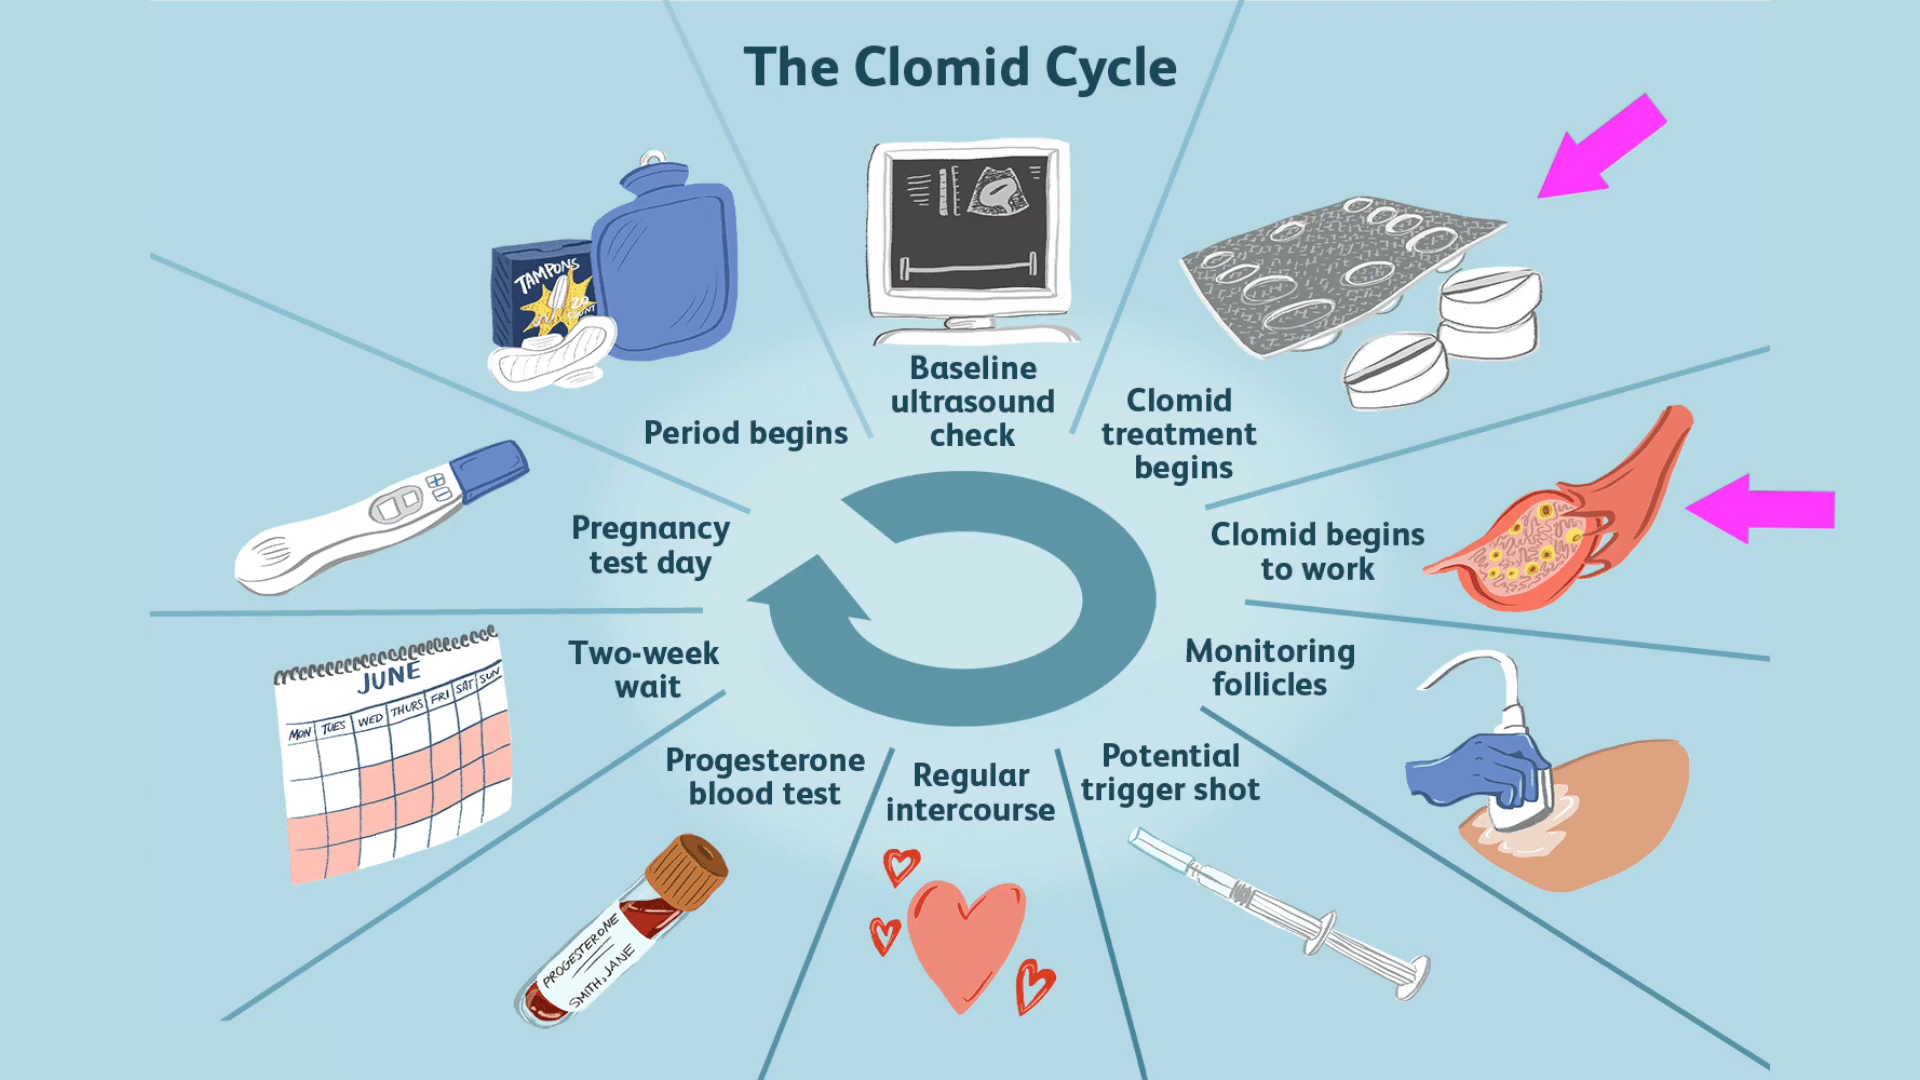 The Clomid Cycle
Baseline
ultrasound
check
Clomid
treatment
begins
Clomid begins
to work
Monitoring
follicles
Potential
trigger shot
Regular
intercourse
Progesterone
blood test
PROGESTERONE
SMITH, JANE
Two-week
wait
JUNE
MON TUES WED THURS FRI SAT SUN
Pregnancy
test day
Period begins
TAMPONS
20